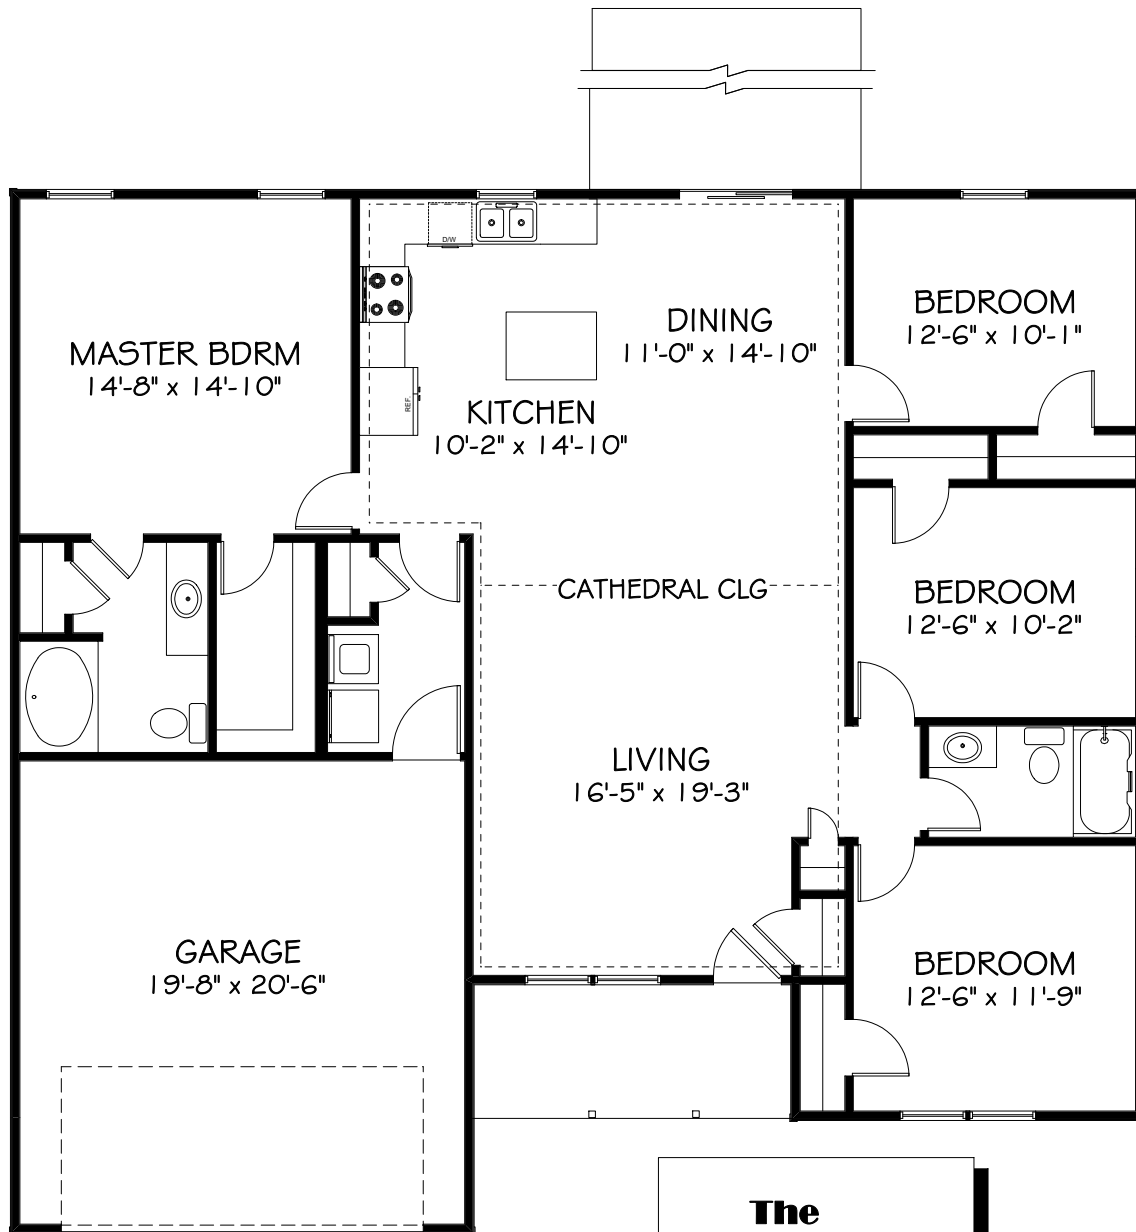 D/W
BEDROOM
12'-6" x 10'-1"
DINING
11'-0" x 14'-10"
MASTER BDRM
14'-8" x 14'-10"
REF.
KITCHEN
10'-2" x 14'-10"
CATHEDRAL CLG
BEDROOM
12'-6" x 10'-2"
LIVING
16'-5" x 19'-3"
GARAGE
19'-8" x 20'-6"
BEDROOM
12'-6" x 11'-9"
The